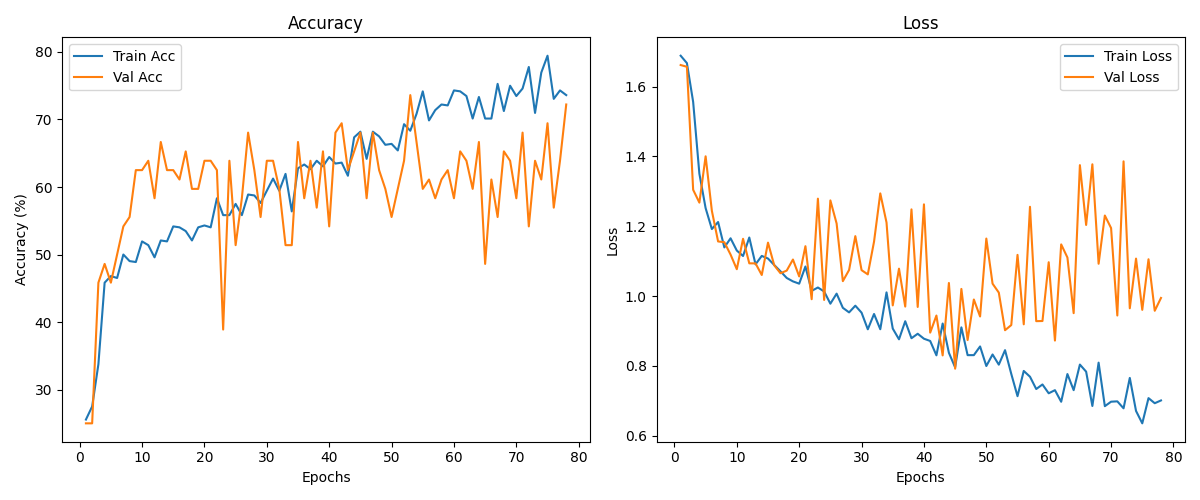 Accuracy
Train Acc
Val Acc
Accuracy (%)
80
70
60
50
40
30
0 10 20 30 40 50 60 70 80
Epochs
Loss
Train Loss
Val Loss
Loss
1.6
1.4
1.2
1.0
0.8
0.6
0 10 20 30 40 50 60 70 80
Epochs